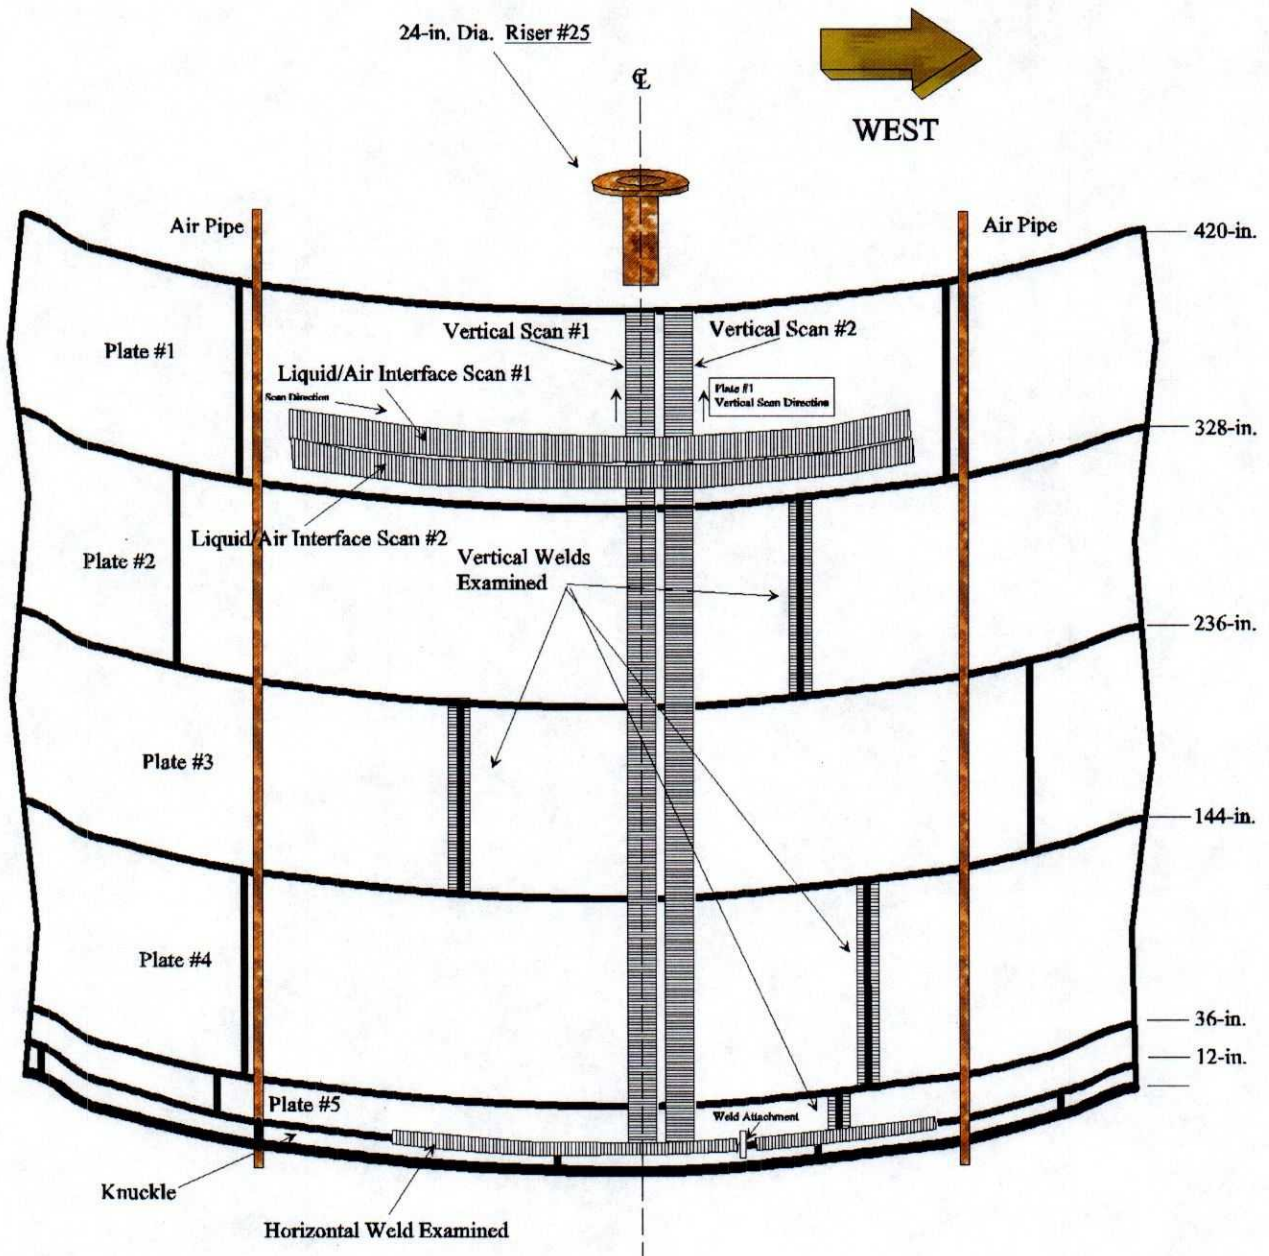 24-in. Dia. Riser #25
℄
WEST
Air Pipe
Air Pipe
420-in.
Vertical Scan #1
Vertical Scan #2
Plate #1
Liquid/Air Interface Scan #1
Scan Direction
Plate #1
Vertical Scan Direction
328-in.
Liquid/Air Interface Scan #2
Plate #2
Vertical Welds
Examined
236-in.
Plate #3
144-in.
Plate #4
36-in.
12-in.
Plate #5
Weld Attachment
Knuckle
Horizontal Weld Examined